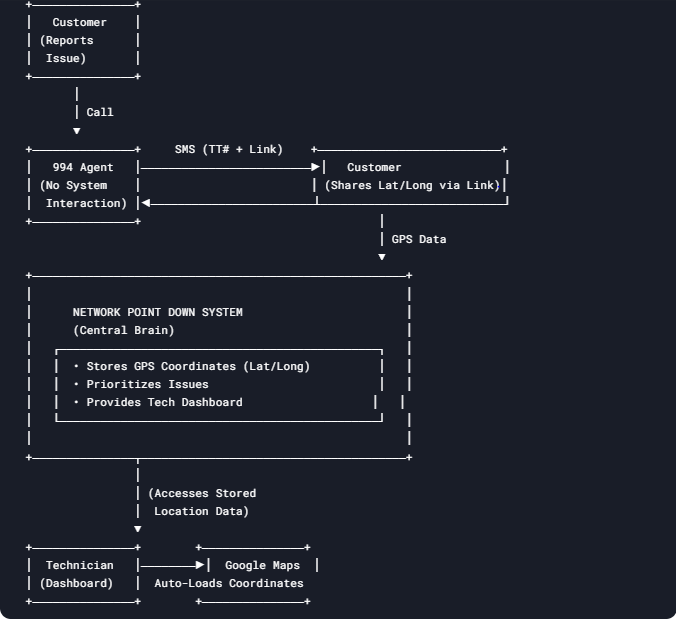 Customer
(Reports
Issue)
Call
SMS (TT# + Link)
994 Agent
(No System
Interaction)
Customer
(Shares Lat/Long via Link)
GPS Data
NETWORK POINT DOWN SYSTEM
(Central Brain)
• Stores GPS Coordinates (Lat/Long)
• Prioritizes Issues
• Provides Tech Dashboard
(Accesses Stored
Location Data)
Technician
(Dashboard)
Google Maps
Auto-Loads Coordinates